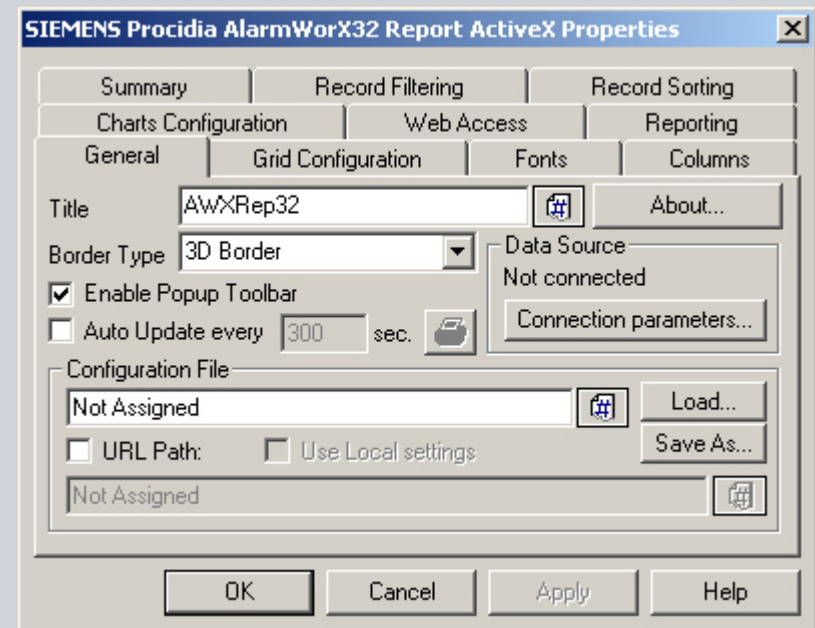 SIEMENS Procidia AlarmWorX32 Report ActiveX Properties
Summary Record Filtering Record Sorting
Charts Configuration Web Access Reporting
General Grid Configuration Fonts Columns
Title AWXRep32 About...
Border Type 3D Border
Data Source
Not connected
Enable Popup Toolbar
Connection parameters...
Auto Update every 300 sec.
Configuration File
Not Assigned Load...
URL Path: Use Local settings Save As...
Not Assigned
OK Cancel Apply Help